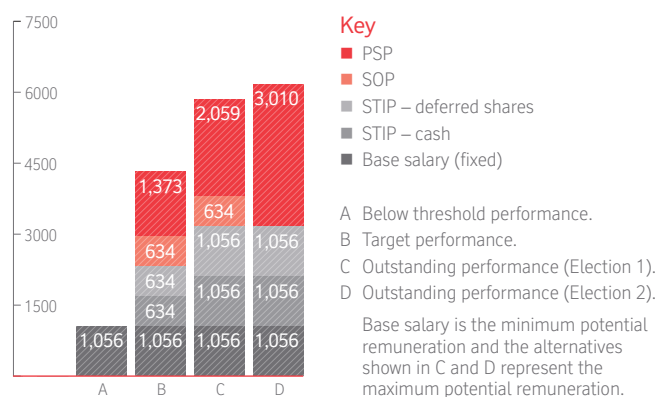 7500
6000
4500
3000
1500
1,056
A
1,373
634
634
634
1,056
B
2,059
634
1,056
1,056
1,056
C
3,010
1,056
1,056
1,056
D
Key
PSP
SOP
STIP – deferred shares
STIP – cash
Base salary (fixed)
A Below threshold performance.
B Target performance.
C Outstanding performance (Election 1).
D Outstanding performance (Election 2).
Base salary is the minimum potential
remuneration and the alternatives
shown in C and D represent the
maximum potential remuneration.